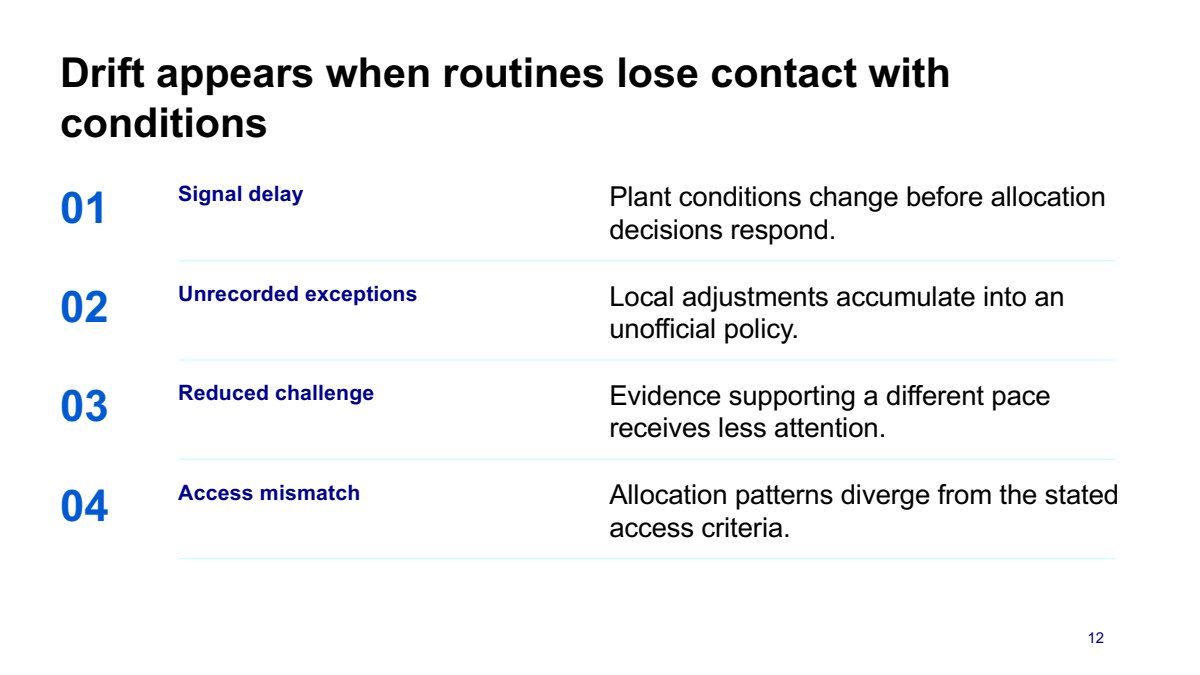 Drift appears when routines lose contact with
conditions
01
Signal delay
Plant conditions change before allocation
decisions respond.
02
Unrecorded exceptions
Local adjustments accumulate into an
unofficial policy.
03
Reduced challenge
Evidence supporting a different pace
receives less attention.
04
Access mismatch
Allocation patterns diverge from the stated
access criteria.
12